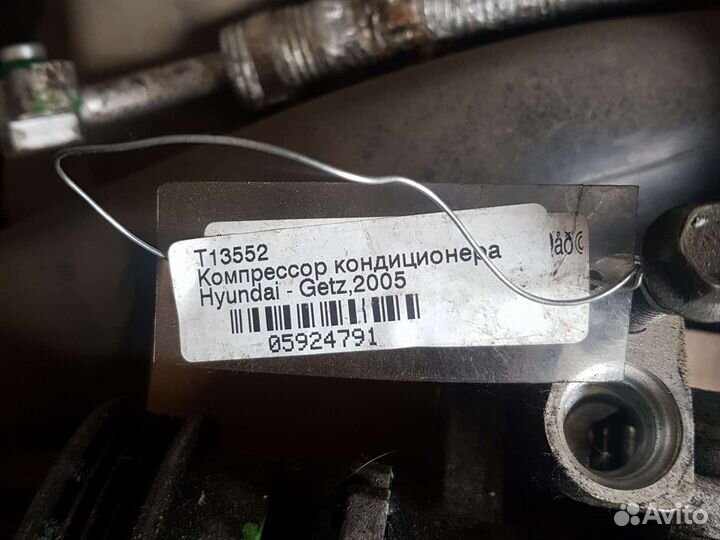 T13552
Компрессор кондиционера
Hyundai - Getz,2005
05924791
Avito